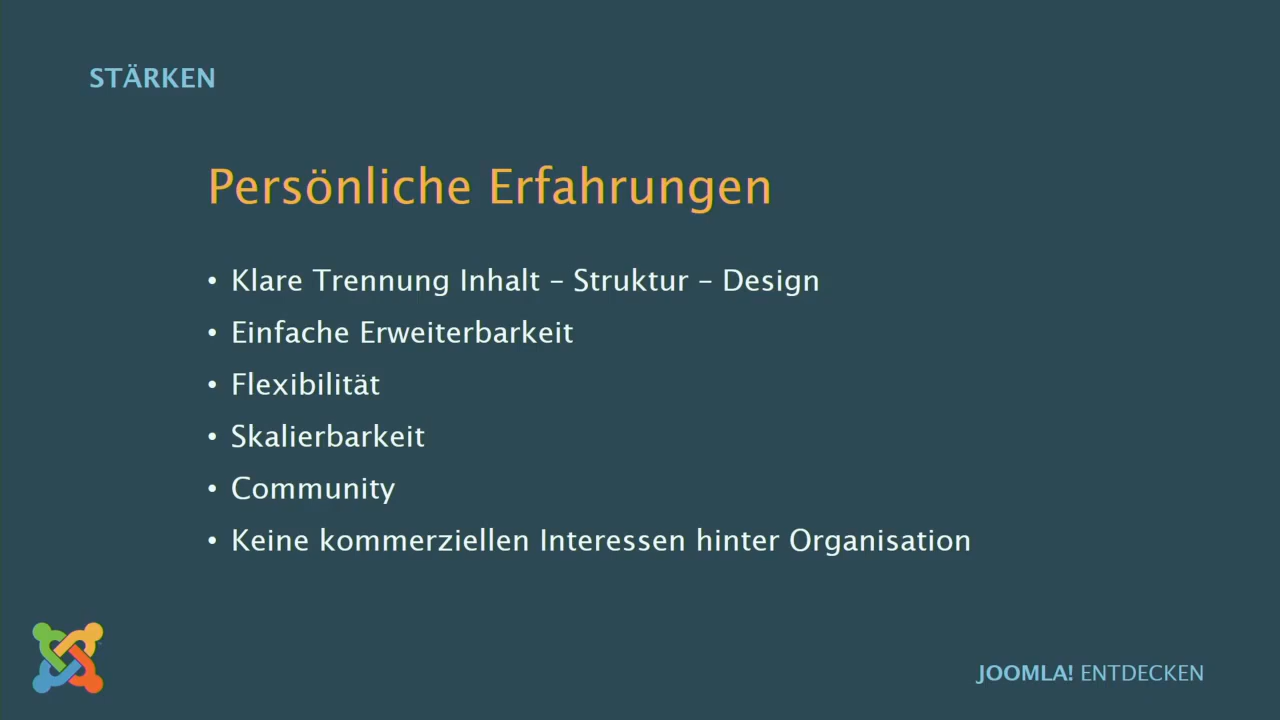 STÄRKEN
Persönliche Erfahrungen
• Klare Trennung Inhalt – Struktur – Design
• Einfache Erweiterbarkeit
• Flexibilität
• Skalierbarkeit
• Community
• Keine kommerziellen Interessen hinter Organisation
JOOMLA! ENTDECKEN